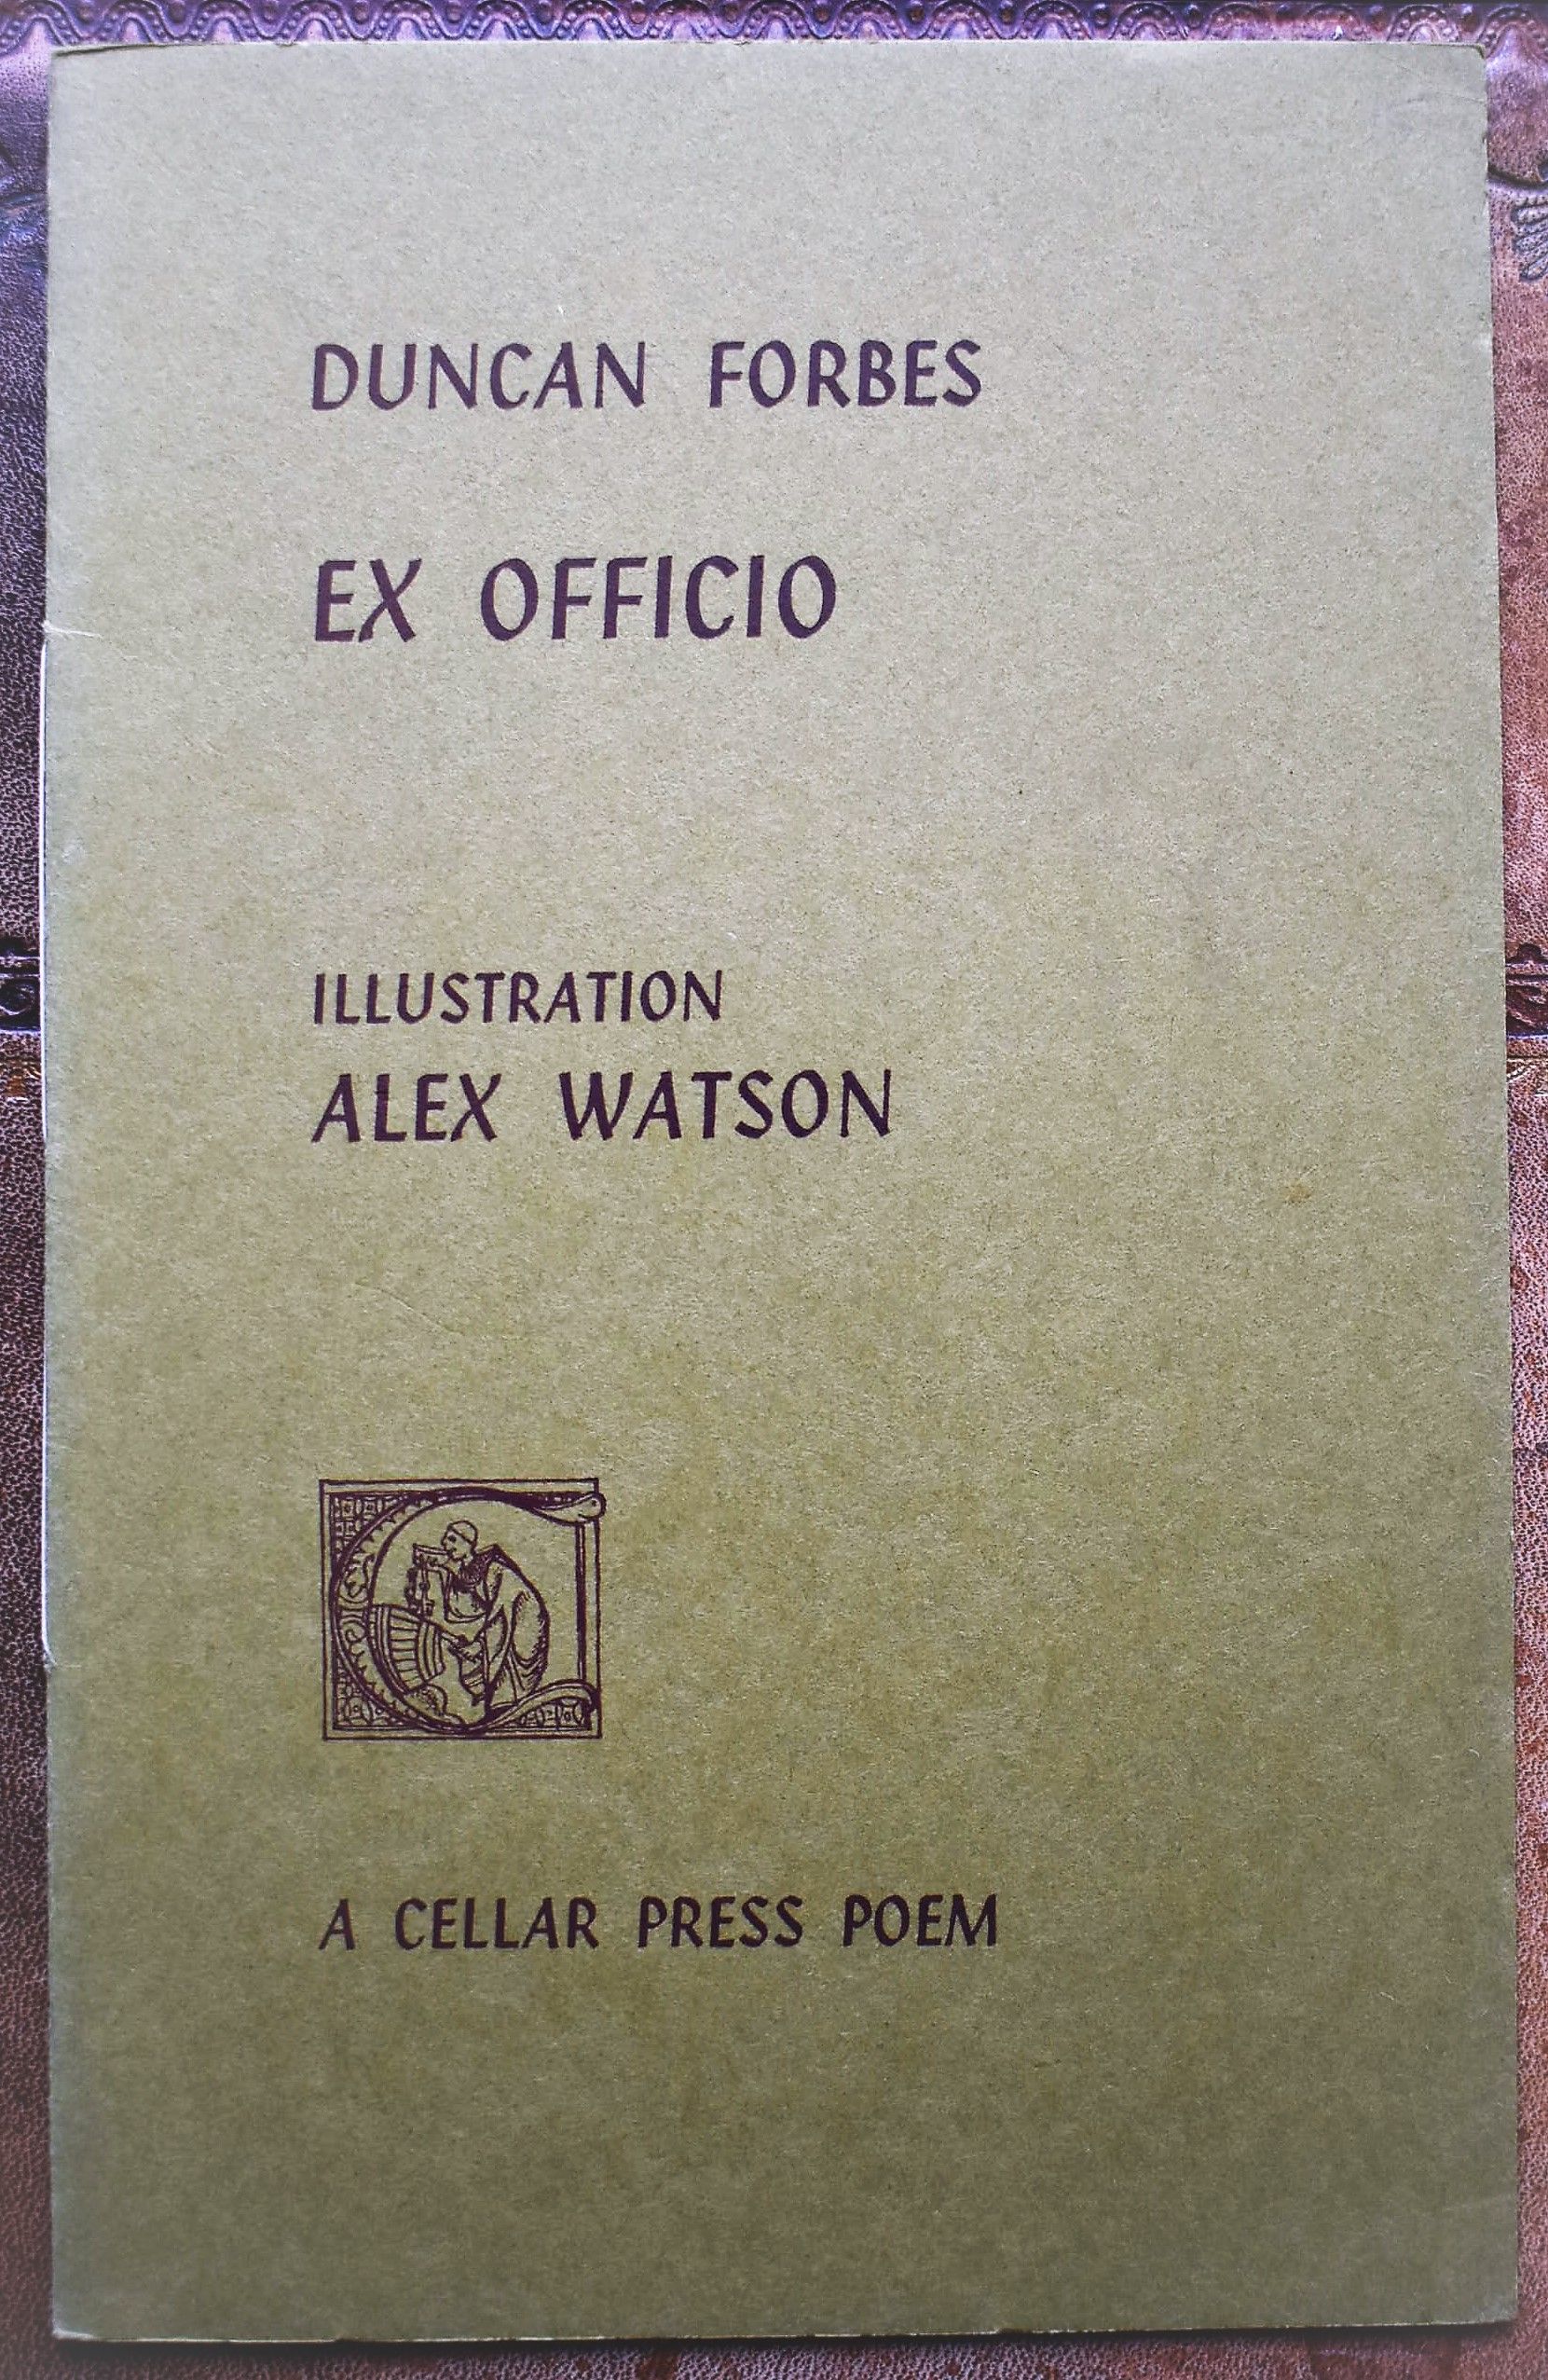 DUNCAN FORBES
EX OFFICIO
ILLUSTRATION
ALEX WATSON
A CELLAR PRESS POEM